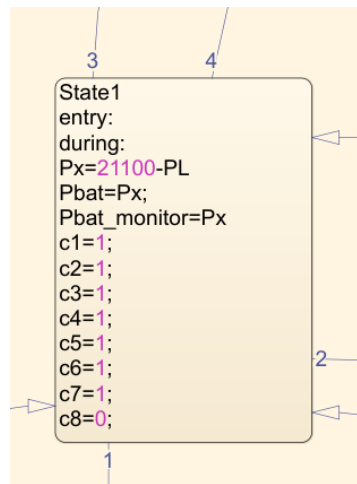 3
4
State1
entry:
during:
Px=21100-PL
Pbat=Px;
Pbat_monitor=Px
c1=1;
c2=1;
c3=1;
c4=1;
c5=1;
c6=1;
2
c7=1;
c8=0;
1